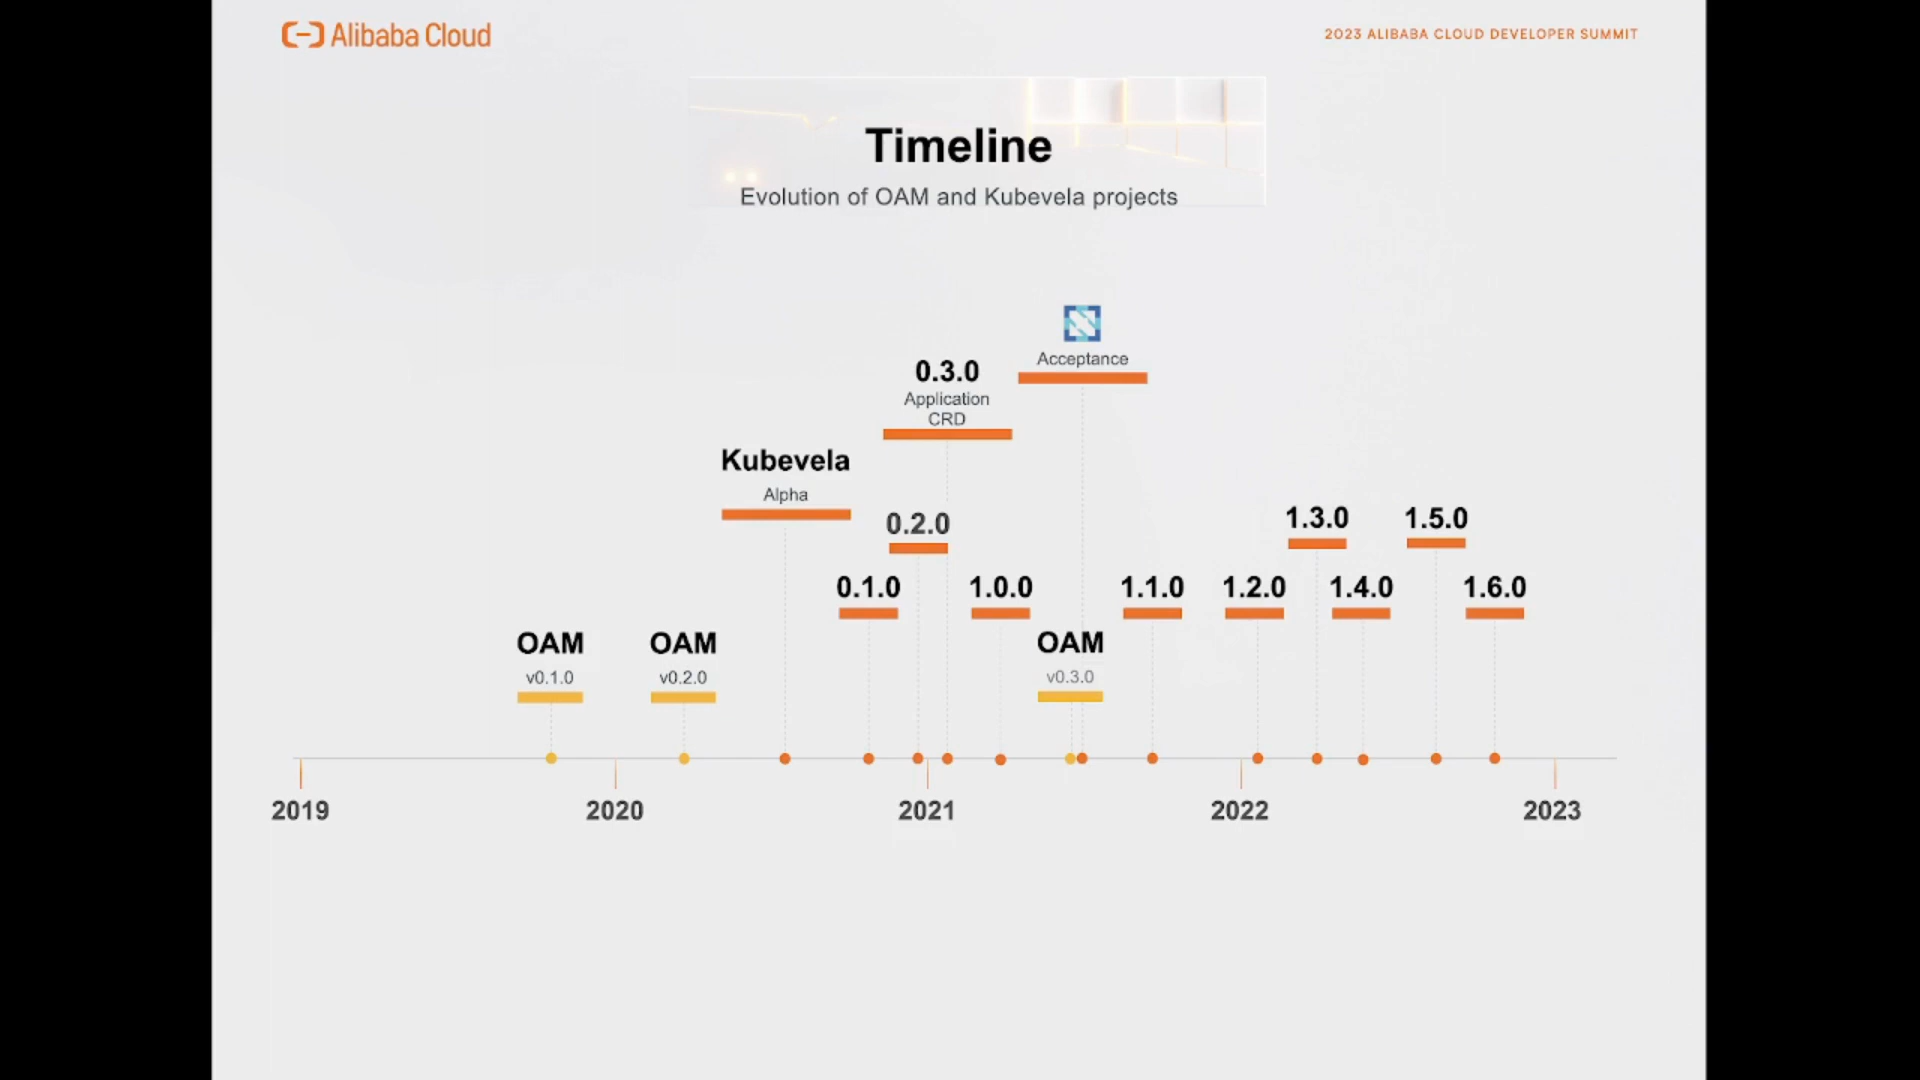 Alibaba Cloud
2023 ALIBABA CLOUD DEVELOPER SUMMIT
Timeline
Evolution of OAM and Kubevela projects
Acceptance
0.3.0
Application
CRD
Kubevela
Alpha
0.2.0
1.3.0
1.5.0
0.1.0
1.0.0
1.1.0
1.2.0
1.4.0
1.6.0
OAM
v0.1.0
OAM
v0.2.0
OAM
v0.3.0
2019
2020
2021
2022
2023